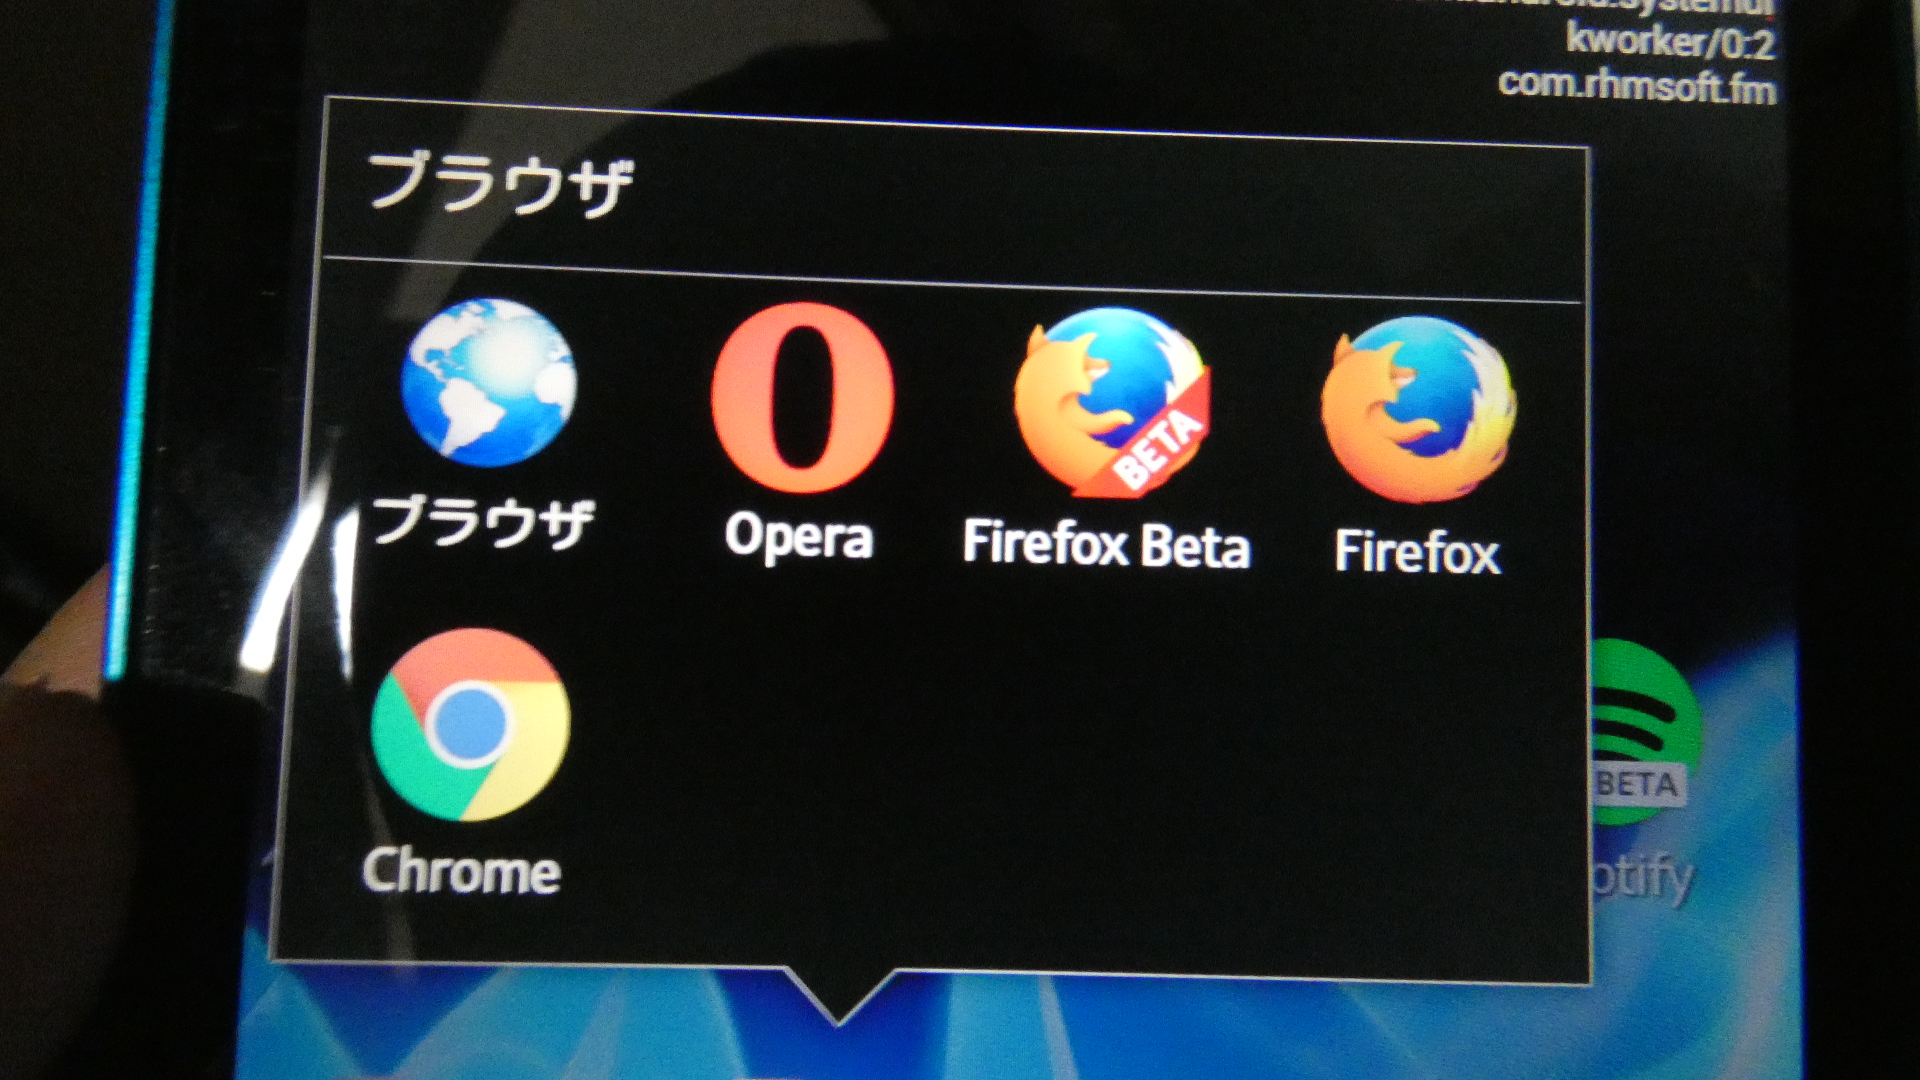 kworker/0:2
com.rhmsoft.fm
ブラウザ
ブラウザ
Opera
BETA
Firefox Beta
Firefox
Chrome
BETA
otify